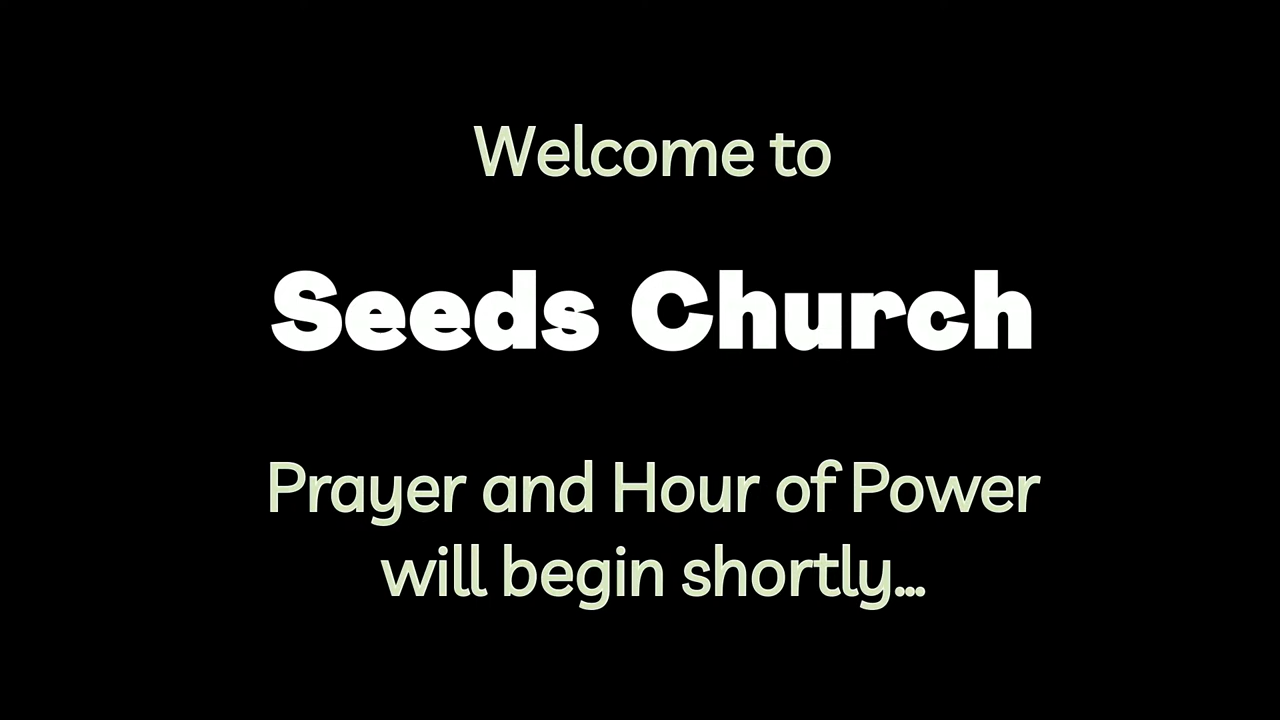 Welcome to
Seeds Church
Prayer and Hour of Power
will begin shortly...